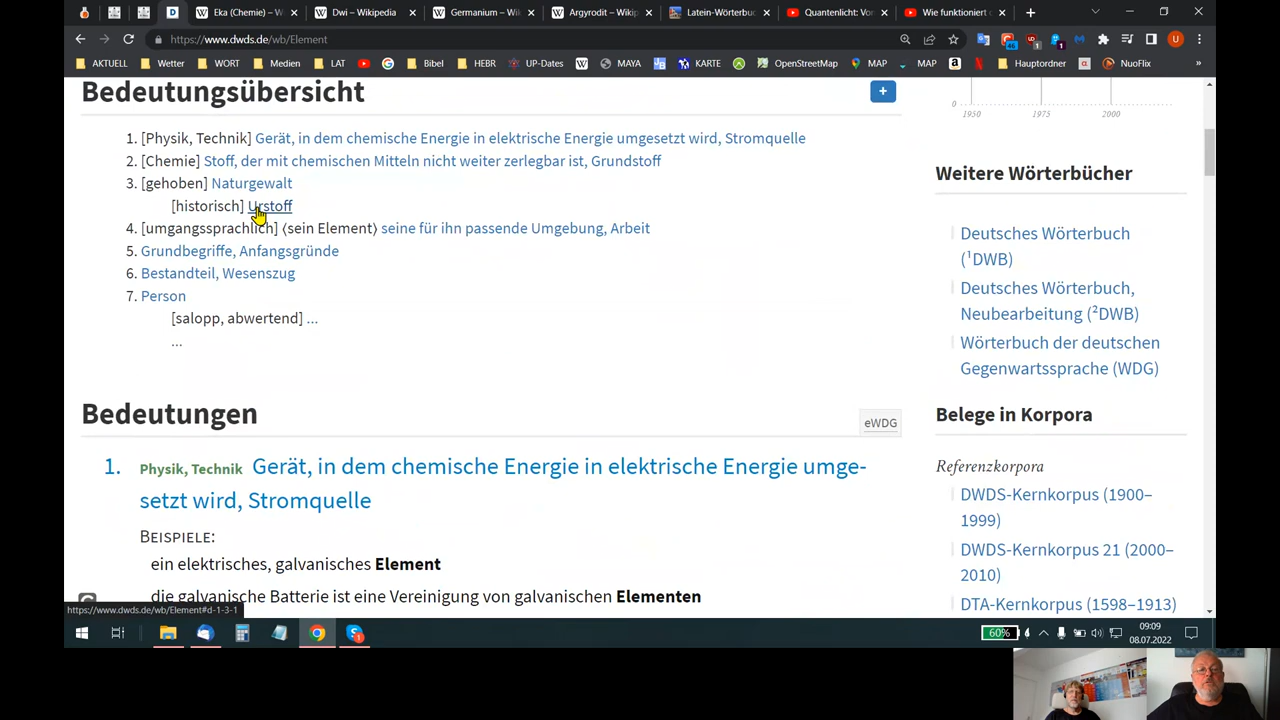 D
Eka (Chemie) – W
Dwi – Wikipedia
Germanium – Wi
Argyrodit – Wikip
Latein-Wörterbu
Quantenlicht: Vor
Wie funktioniert
https://www.dwds.de/wb/Element
46
1
1
U
AKTUELL
Wetter
WORT
Medien
LAT
Bibel
HEBR
UP-Dates
W
MAYA
KARTE
OpenStreetMap
MAP
MAP
Hauptordner
NuoFlix
»
Bedeutungsübersicht
+
1. [Physik, Technik] Gerät, in dem chemische Energie in elektrische Energie umgesetzt wird, Stromquelle
2. [Chemie] Stoff, der mit chemischen Mitteln nicht weiter zerlegbar ist, Grundstoff
3. [gehoben] Naturgewalt
[historisch] Urstoff
4. [umgangssprachlich] ⟨sein Element⟩ seine für ihn passende Umgebung, Arbeit
5. Grundbegriffe, Anfangsgründe
6. Bestandteil, Wesenszug
7. Person
[salopp, abwertend] ...
...
Bedeutungen
eWDG
1. Physik, Technik Gerät, in dem chemische Energie in elektrische Energie umge-
setzt wird, Stromquelle
BEISPIELE:
ein elektrisches, galvanisches Element
die galvanische Batterie ist eine Vereinigung von galvanischen Elementen
0
1950 1975 2000
Weitere Wörterbücher
Deutsches Wörterbuch
(¹DWB)
Deutsches Wörterbuch,
Neubearbeitung (²DWB)
Wörterbuch der deutschen
Gegenwartssprache (WDG)
Belege in Korpora
Referenzkorpora
DWDS-Kernkorpus (1900–
1999)
DWDS-Kernkorpus 21 (2000–
2010)
DTA-Kernkorpus (1598–1913)
https://www.dwds.de/wb/Element#d-1-3-1
60%
09:09
08.07.2022